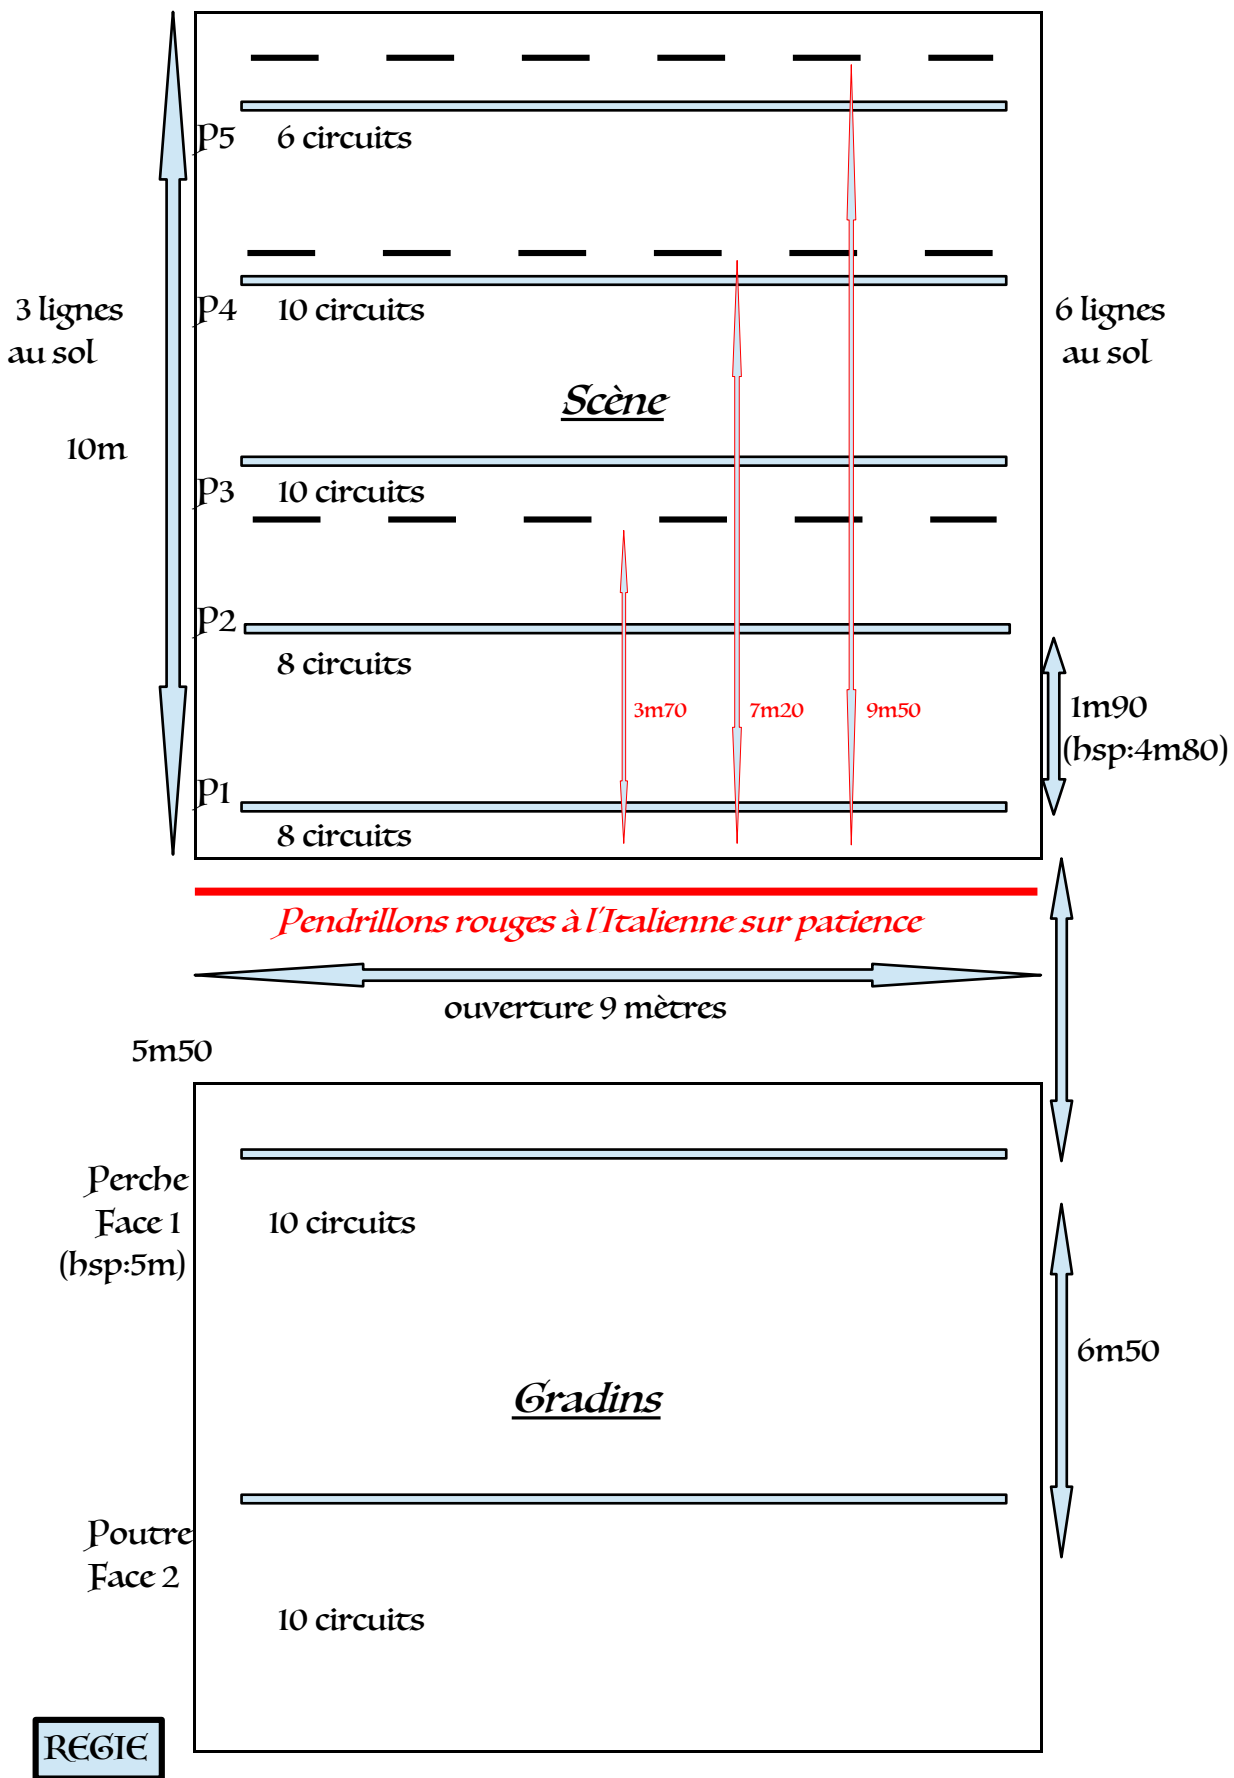 P5
6 circuits
3 lignes
au sol
P4
10 circuits
6 lignes
au sol
Scène
10m
P3
10 circuits
P2
8 circuits
3m70
7m20
9m50
1m90
(hsp:4m80)
P1
8 circuits
Pendrillons rouges à l'Italienne sur patience
ouverture 9 mètres
5m50
Perche
Face 1
(hsp:5m)
10 circuits
6m50
Gradins
Poutre
Face 2
10 circuits
REGIE